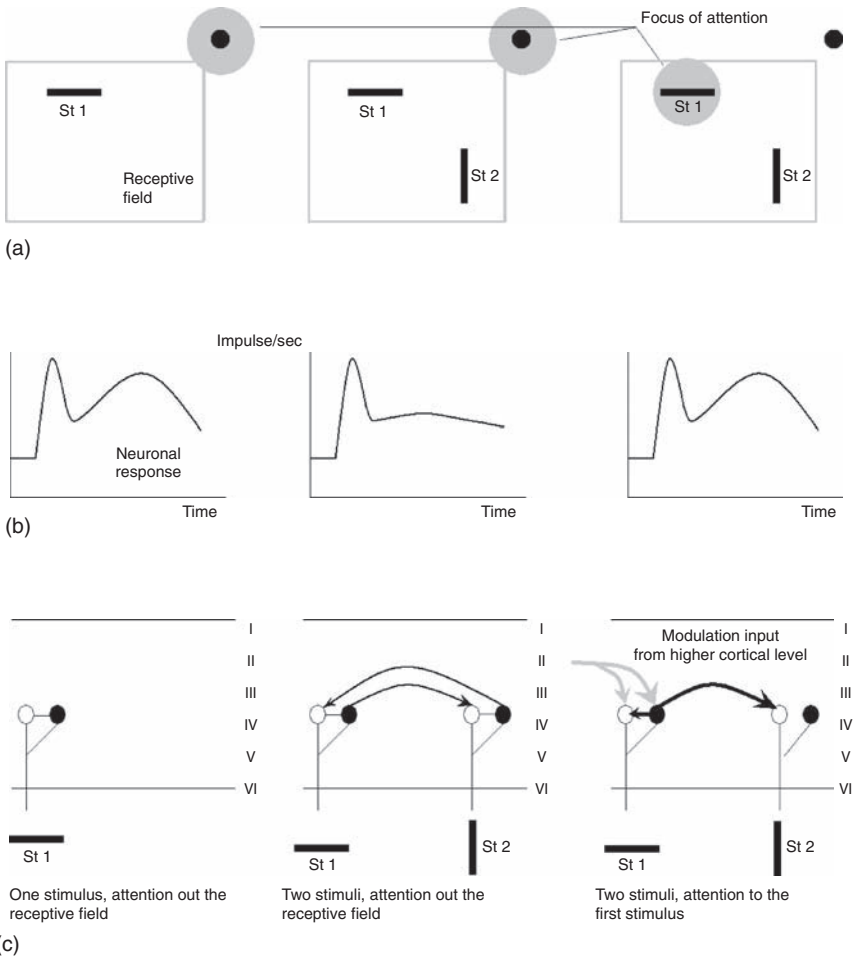 Focus of attention
St 1
St 1
St 1
Receptive
field
St 2
St 2
(a)
Impulse/sec
Neuronal
response
Time
Time
Time
(b)
I
II
III
IV
V
VI
I
II
III
IV
V
VI
Modulation input
from higher cortical level
I
II
III
IV
V
VI
St 1
St 1
St 2
St 1
St 2
One stimulus, attention out the
receptive field
Two stimuli, attention out the
receptive field
Two stimuli, attention to the
first stimulus
(c)